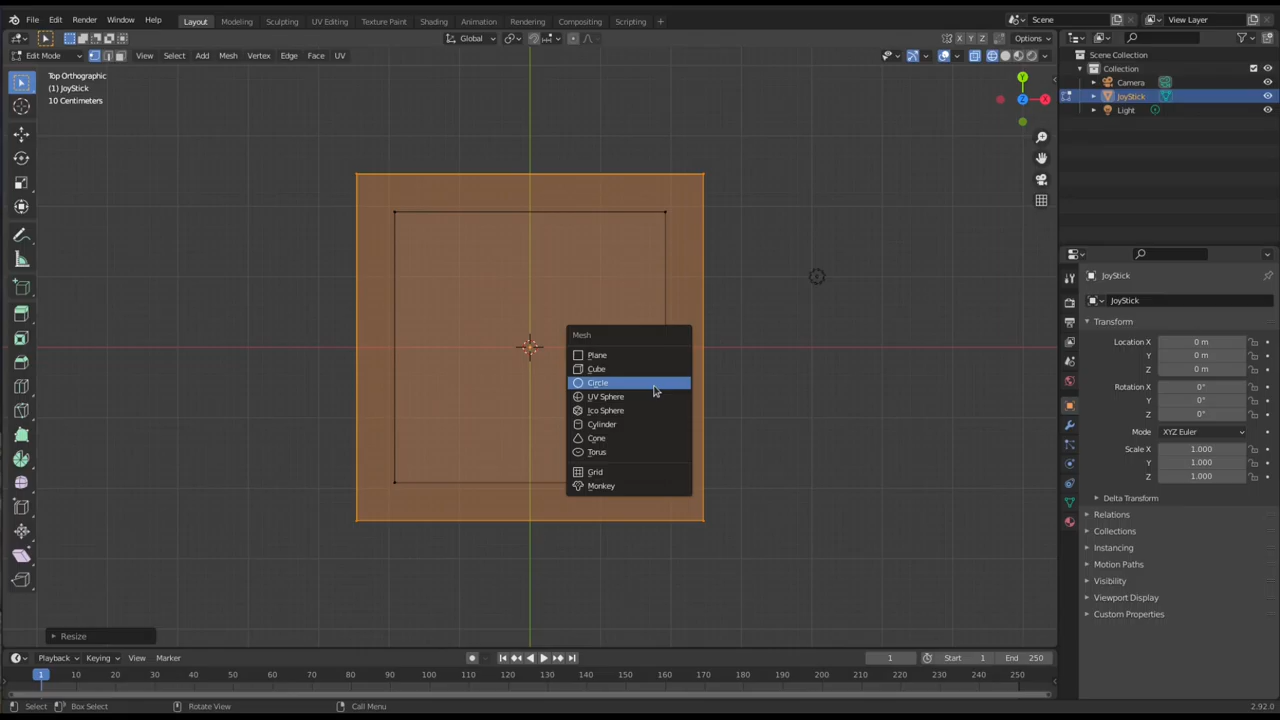 File Edit Render Window Help Layout Modeling Sculpting UV Editing Texture Paint Shading Animation Rendering Compositing Scripting + Scene View Layer
Global Options
Edit Mode View Select Add Mesh Vertex Edge Face UV X Y Z Options
Top Orthographic
(1) JoyStick
10 Centimeters
Y
Z X
Mesh
Plane
Cube
Circle
UV Sphere
Ico Sphere
Cylinder
Cone
Torus
Grid
Monkey
Resize
Scene Collection
Collection
Camera
JoyStick
Light
JoyStick
JoyStick
Transform
Location X 0 m
Y 0 m
Z 0 m
Rotation X 0°
Y 0°
Z 0°
Mode XYZ Euler
Scale X 1.000
Y 1.000
Z 1.000
Delta Transform
Relations
Collections
Instancing
Motion Paths
Visibility
Viewport Display
Custom Properties
Playback Keying View Marker 1 Start 1 End 250
1 10 20 30 40 50 60 70 80 90 100 110 120 130 140 150 160 170 180 190 200 210 220 230 240 250
Select Box Select Rotate View Call Menu 2.92.0